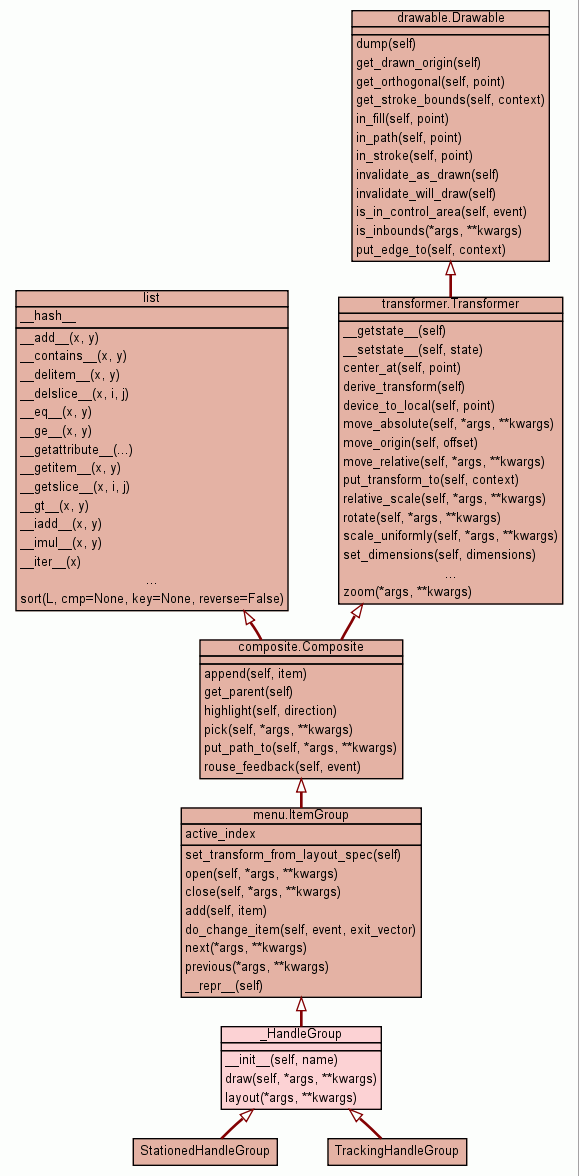 drawable.Drawable
dump(self)
get_drawn_origin(self)
get_orthogonal(self, point)
get_stroke_bounds(self, context)
in_fill(self, point)
in_path(self, point)
in_stroke(self, point)
invalidate_as_drawn(self)
invalidate_will_draw(self)
is_in_control_area(self, event)
is_inbounds(*args, **kwargs)
put_edge_to(self, context)
list
__hash__
__add__(x, y)
__contains__(x, y)
__delitem__(x, y)
__delslice__(x, i, j)
__eq__(x, y)
__ge__(x, y)
__getattribute__(...)
__getitem__(x, y)
__getslice__(x, i, j)
__gt__(x, y)
__iadd__(x, y)
__imul__(x, y)
__iter__(x)
...
sort(L, cmp=None, key=None, reverse=False)
transformer.Transformer
__getstate__(self)
__setstate__(self, state)
center_at(self, point)
derive_transform(self)
device_to_local(self, point)
move_absolute(self, *args, **kwargs)
move_origin(self, offset)
move_relative(self, *args, **kwargs)
put_transform_to(self, context)
relative_scale(self, *args, **kwargs)
rotate(self, *args, **kwargs)
scale_uniformly(self, *args, **kwargs)
set_dimensions(self, dimensions)
...
zoom(*args, **kwargs)
composite.Composite
append(self, item)
get_parent(self)
highlight(self, direction)
pick(self, *args, **kwargs)
put_path_to(self, *args, **kwargs)
rouse_feedback(self, event)
menu.ItemGroup
active_index
set_transform_from_layout_spec(self)
open(self, *args, **kwargs)
close(self, *args, **kwargs)
add(self, item)
do_change_item(self, event, exit_vector)
next(*args, **kwargs)
previous(*args, **kwargs)
__repr__(self)
_HandleGroup
__init__(self, name)
draw(self, *args, **kwargs)
layout(*args, **kwargs)
StationedHandleGroup
TrackingHandleGroup